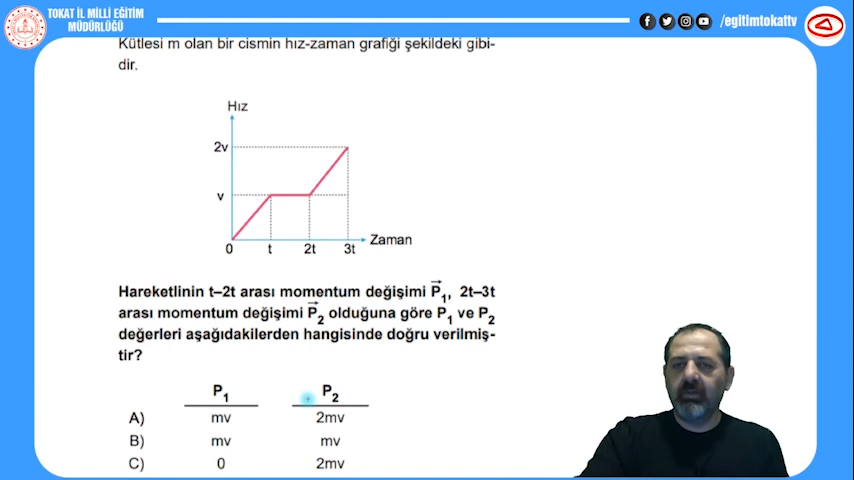 TOKAT İL MİLLİ EĞİTİM
MÜDÜRLÜĞÜ
/egitimtokattv
Kütlesi m olan bir cismin hız-zaman grafiği şekildeki gibi-
dir.
Hız
2v
v
0 t 2t 3t
Zaman
Hareketlinin t–2t arası momentum değişimi P⃗₁, 2t–3t
arası momentum değişimi P⃗₂ olduğuna göre P₁ ve P₂
değerleri aşağıdakilerden hangisinde doğru verilmiş-
tir?
P₁ P₂
A) mv 2mv
B) mv mv
C) 0 2mv